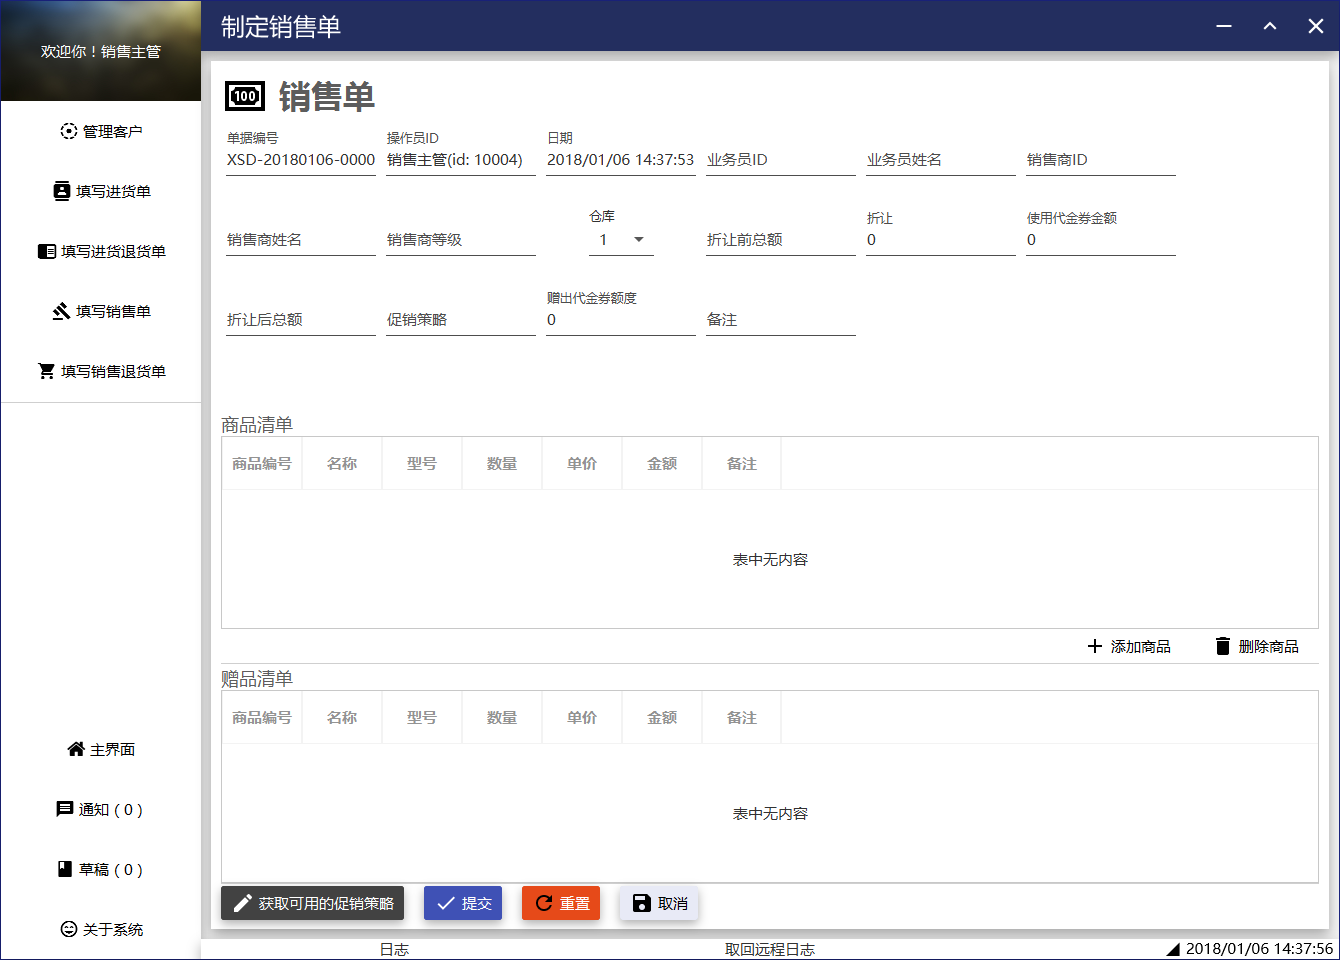 欢迎你！销售主管
制定销售单
管理客户
填写进货单
填写进货退货单
填写销售单
填写销售退货单
主界面
通知 ( 0 )
草稿 ( 0 )
关于系统
100 销售单
单据编号 操作员ID 日期
XSD-20180106-0000 销售主管(id: 10004) 2018/01/06 14:37:53 业务员ID 业务员姓名 销售商ID
仓库 折让 使用代金券金额
销售商姓名 销售商等级 1 折让前总额 0 0
赠出代金券额度
折让后总额 促销策略 0 备注
商品清单
商品编号 名称 型号 数量 单价 金额 备注
表中无内容
添加商品 删除商品
赠品清单
商品编号 名称 型号 数量 单价 金额 备注
表中无内容
获取可用的促销策略 提交 重置 取消
日志 取回远程日志 2018/01/06 14:37:56